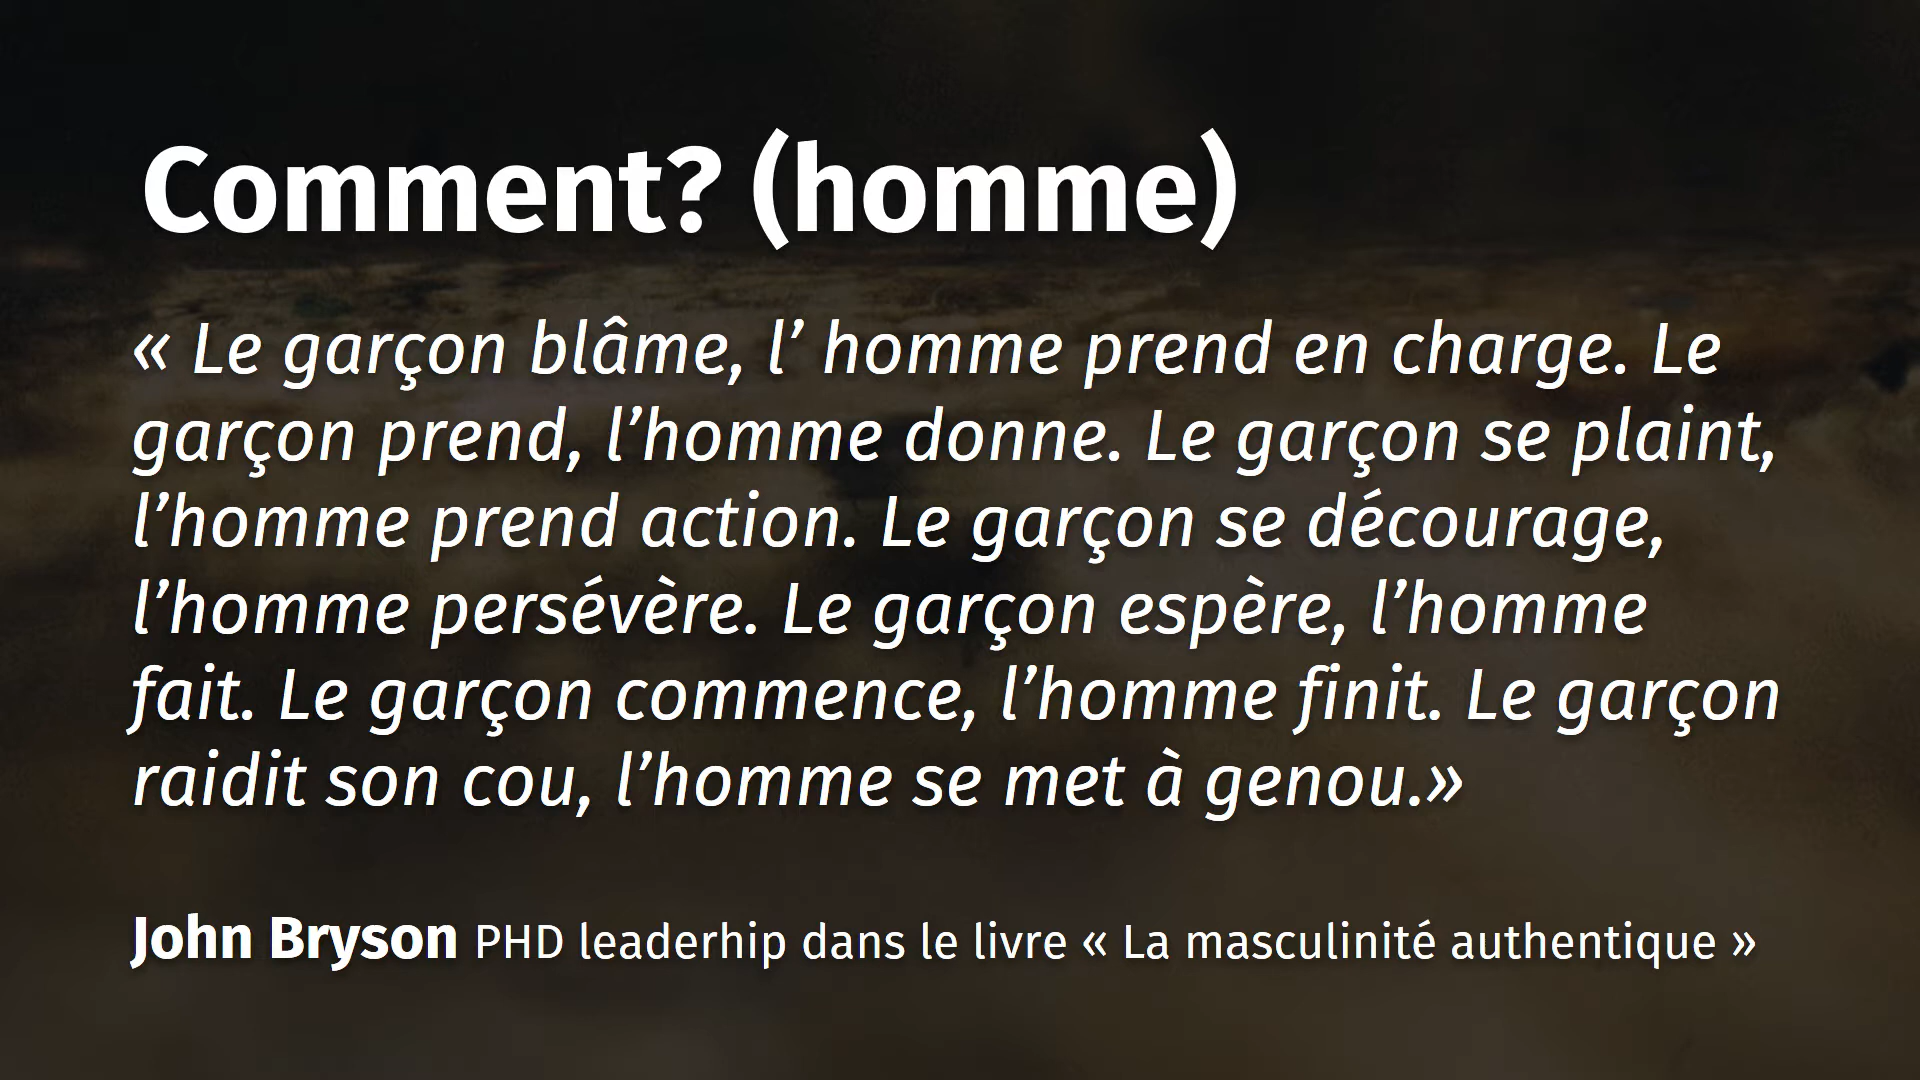 Comment? (homme)
« Le garçon blâme, l’ homme prend en charge. Le
garçon prend, l’homme donne. Le garçon se plaint,
l’homme prend action. Le garçon se décourage,
l’homme persévère. Le garçon espère, l’homme
fait. Le garçon commence, l’homme finit. Le garçon
raidit son cou, l’homme se met à genou.»
John Bryson PHD leaderhip dans le livre « La masculinité authentique »